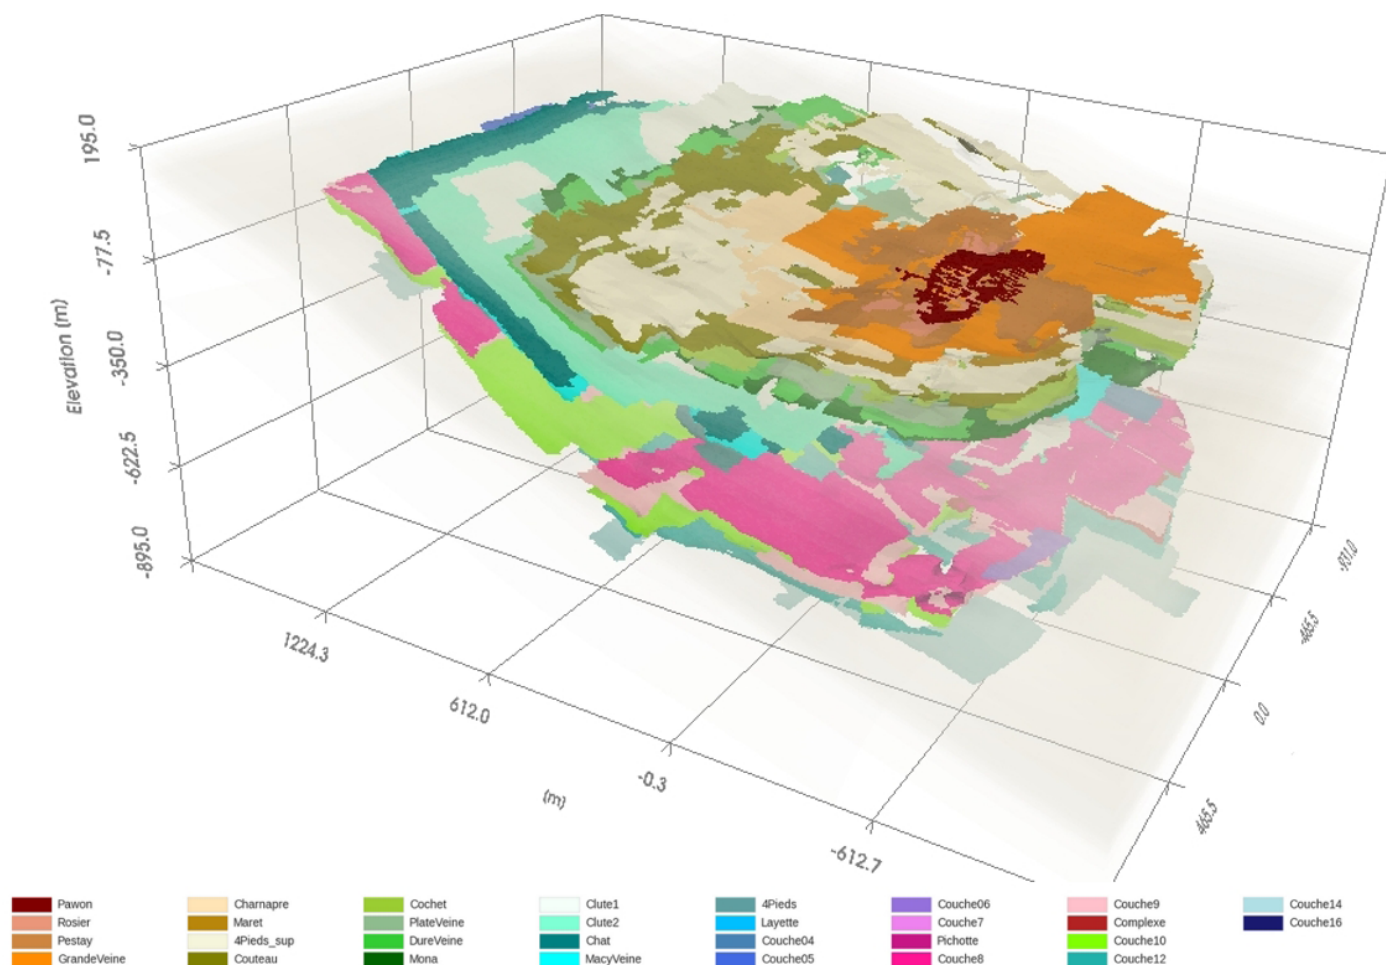 195.0
-77.5
-350.0
-622.5
-895.0
Elevation (m)
1224.3
612.0
-0.3
-612.7
(m)
-931.0
-465.5
0.0
465.5
Pawon Charnapre Cochet Clute1 4Pieds Couche06 Couche9 Couche14
Rosier Maret PlateVeine Clute2 Layette Couche7 Complexe Couche16
Pestay 4Pieds_sup DureVeine Chat Couche04 Pichotte Couche10
GrandeVeine Couteau Mona MacyVeine Couche05 Couche8 Couche12